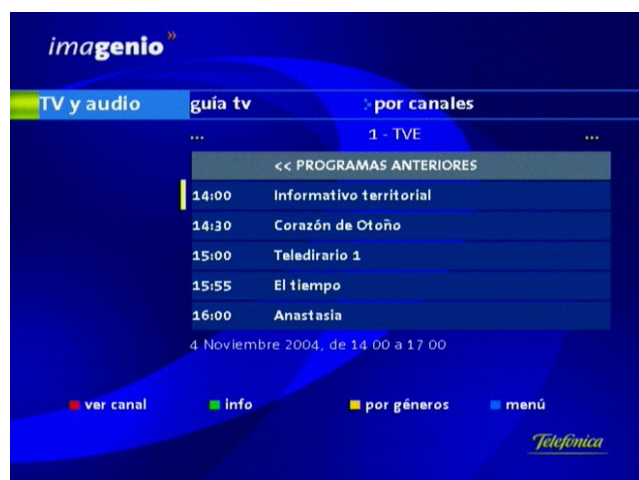 imagenio»
TV y audio guía tv por canales
... 1 - TVE ...
<< PROGRAMAS ANTERIORES
14:00 Informativo territorial
14:30 Corazón de Otoño
15:00 Teledirario 1
15:55 El tiempo
16:00 Anastasia
4 Noviembre 2004, de 14 00 a 17 00
ver canal info por géneros menú
Telefónica